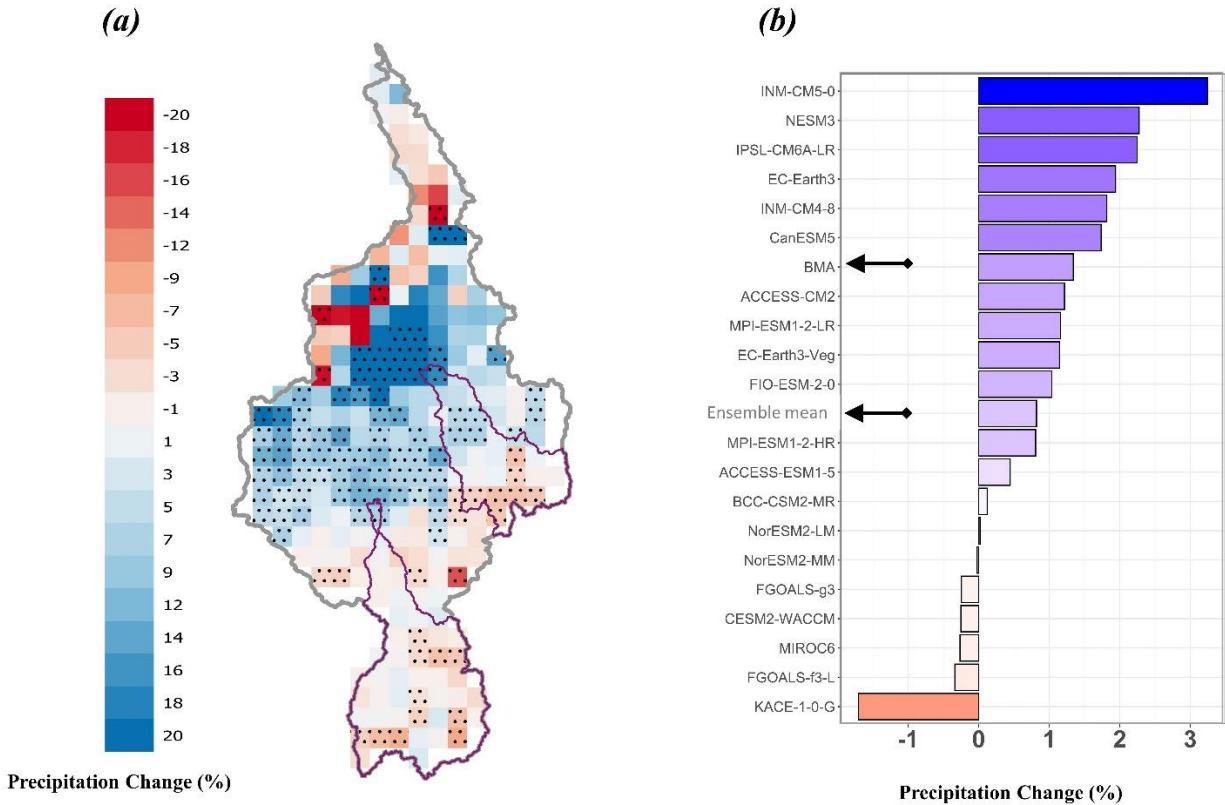 (a)
-20
-18
-16
-14
-12
-9
-7
-5
-3
-1
1
3
5
7
9
12
14
16
18
20
Precipitation Change (%)
(b)
INM-CM5-0
NESM3
IPSL-CM6A-LR
EC-Earth3
INM-CM4-8
CanESM5
BMA
ACCESS-CM2
MPI-ESM1-2-LR
EC-Earth3-Veg
FIO-ESM-2-0
Ensemble mean
MPI-ESM1-2-HR
ACCESS-ESM1-5
BCC-CSM2-MR
NorESM2-LM
NorESM2-MM
FGOALS-g3
CESM2-WACCM
MIROC6
FGOALS-f3-L
KACE-1-0-G
-1 0 1 2 3
Precipitation Change (%)